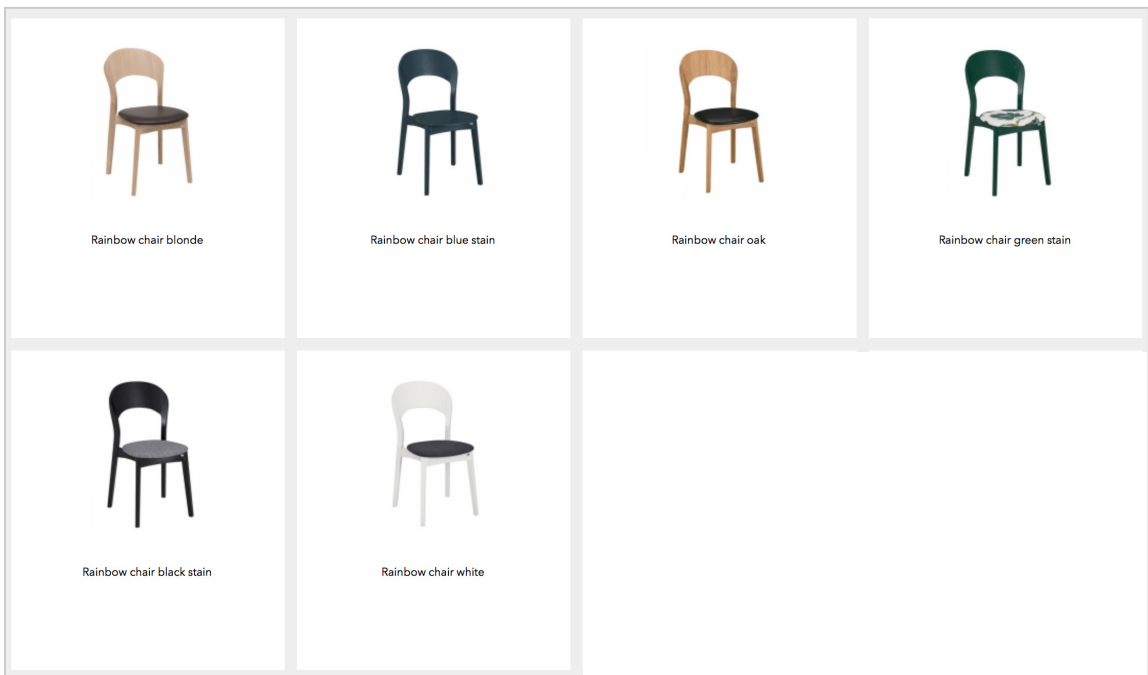 Rainbow chair blonde
Rainbow chair blue stain
Rainbow chair oak
Rainbow chair green stain
Rainbow chair black stain
Rainbow chair white